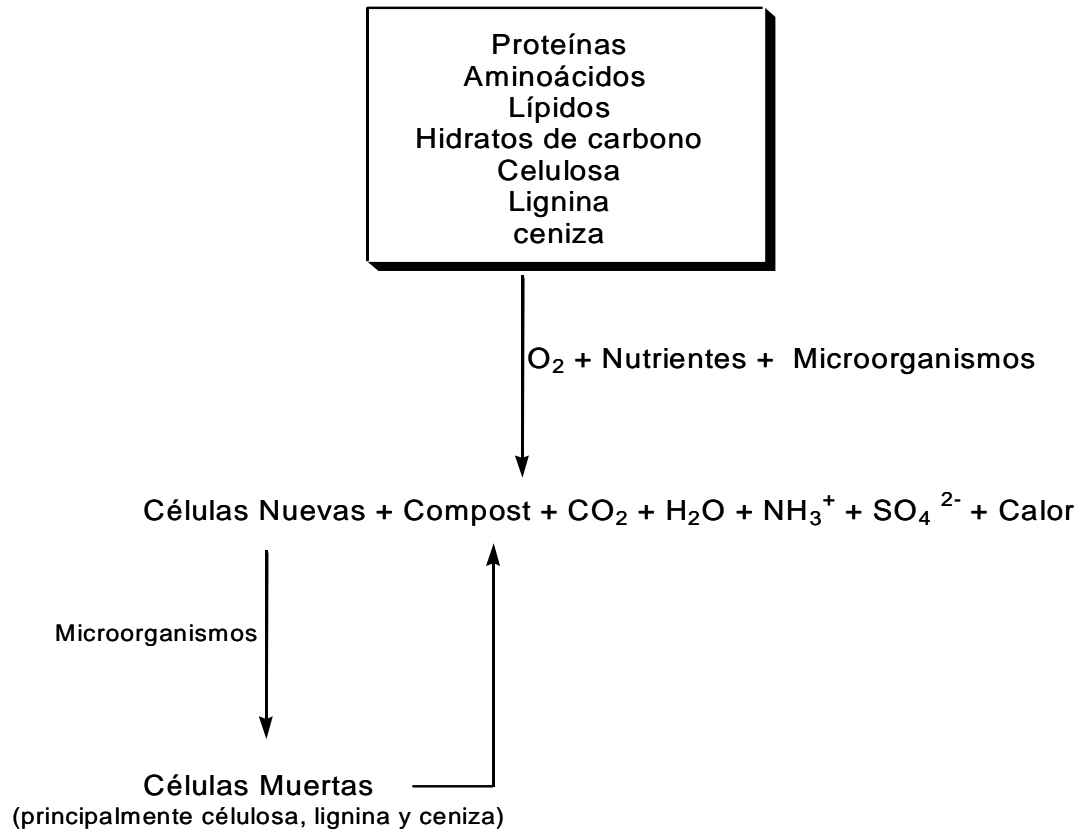 Proteínas
Aminoácidos
Lípidos
Hidratos de carbono
Celulosa
Lignina
ceniza
O₂ + Nutrientes + Microorganismos
Células Nuevas + Compost + CO₂ + H₂O + NH₃⁺ + SO₄ ²⁻ + Calor
Microorganismos
Células Muertas
(principalmente célulosa, lignina y ceniza)